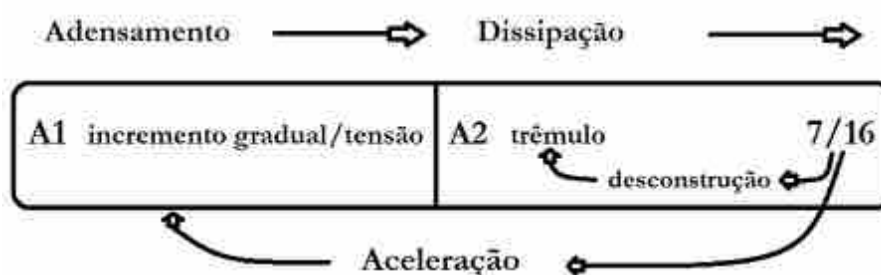 Adensamento Dissipação
A1 incremento gradual/tensão A2 trêmulo 7/16
desconstrução
Aceleração